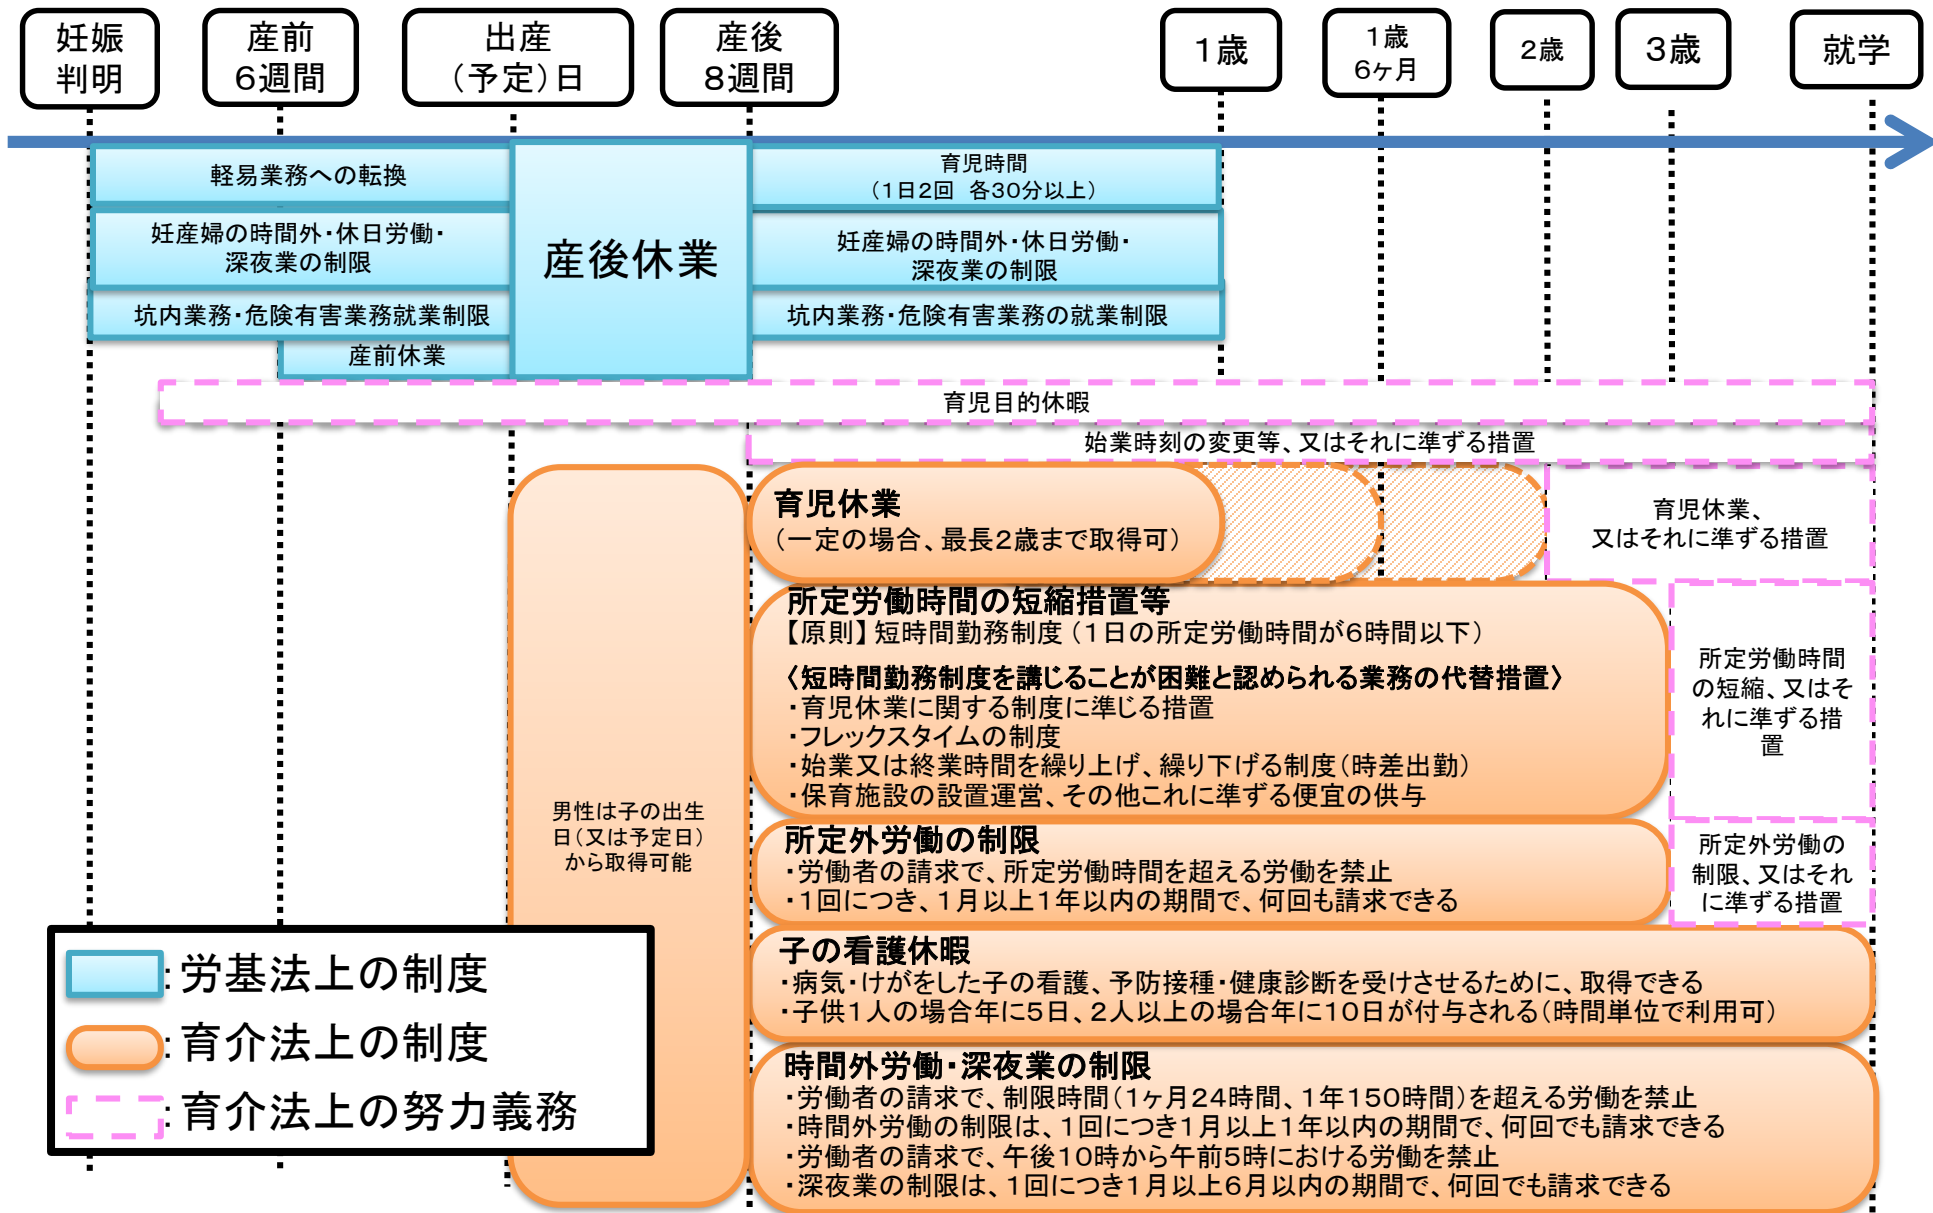 妊娠
判明
産前
6週間
出産
(予定)日
産後
8週間
1歳
1歳
6ヶ月
2歳
3歳
就学
軽易業務への転換
妊産婦の時間外・休日労働・
深夜業の制限
坑内業務・危険有害業務就業制限
産前休業
産後休業
育児時間
(1日2回 各30分以上)
妊産婦の時間外・休日労働・
深夜業の制限
坑内業務・危険有害業務の就業制限
育児目的休暇
始業時刻の変更等、又はそれに準ずる措置
男性は子の出生
日(又は予定日)
から取得可能
育児休業
(一定の場合、最長2歳まで取得可)
育児休業、
又はそれに準ずる措置
所定労働時間の短縮措置等
【原則】短時間勤務制度(1日の所定労働時間が6時間以下)
〈短時間勤務制度を講じることが困難と認められる業務の代替措置〉
・育児休業に関する制度に準じる措置
・フレックスタイムの制度
・始業又は終業時間を繰り上げ、繰り下げる制度(時差出勤)
・保育施設の設置運営、その他これに準ずる便宜の供与
所定労働時間
の短縮、又はそ
れに準ずる措
置
所定外労働の制限
・労働者の請求で、所定労働時間を超える労働を禁止
・1回につき、1月以上1年以内の期間で、何回も請求できる
所定外労働の
制限、又はそれ
に準ずる措置
子の看護休暇
・病気・けがをした子の看護、予防接種・健康診断を受けさせるために、取得できる
・子供1人の場合年に5日、2人以上の場合年に10日が付与される(時間単位で利用可)
時間外労働・深夜業の制限
・労働者の請求で、制限時間(1ヶ月24時間、1年150時間)を超える労働を禁止
・時間外労働の制限は、1回につき1月以上1年以内の期間で、何回でも請求できる
・労働者の請求で、午後10時から午前5時における労働を禁止
・深夜業の制限は、1回につき1月以上6月以内の期間で、何回でも請求できる
:労基法上の制度
:育介法上の制度
:育介法上の努力義務